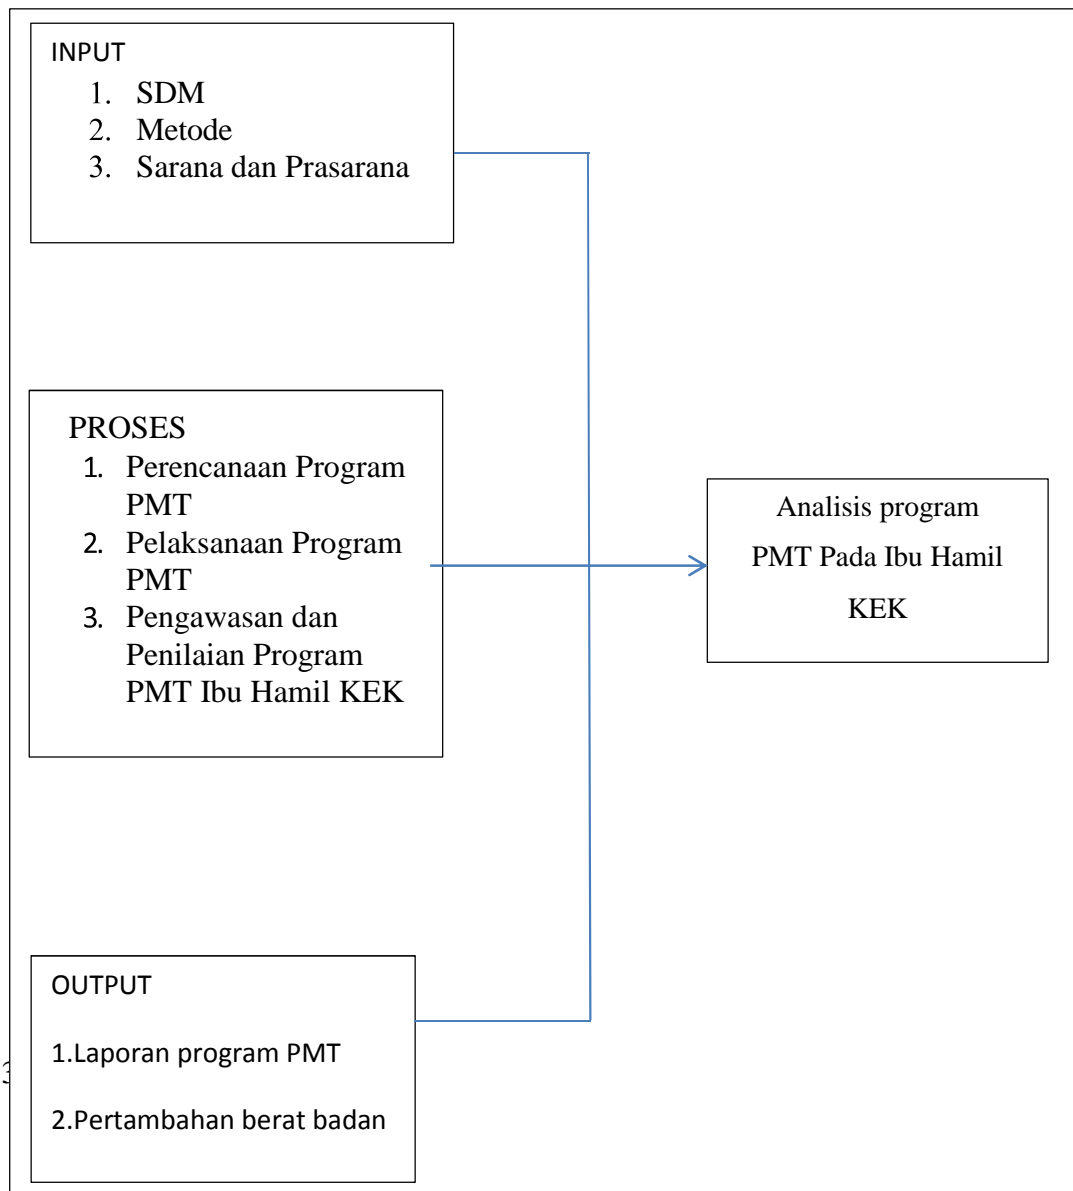 INPUT
1. SDM
2. Metode
3. Sarana dan Prasarana
PROSES
1. Perencanaan Program
PMT
2. Pelaksanaan Program
PMT
3. Pengawasan dan
Penilaian Program
PMT Ibu Hamil KEK
Analisis program
PMT Pada Ibu Hamil
KEK
OUTPUT
1.Laporan program PMT
2.Pertambahan berat badan